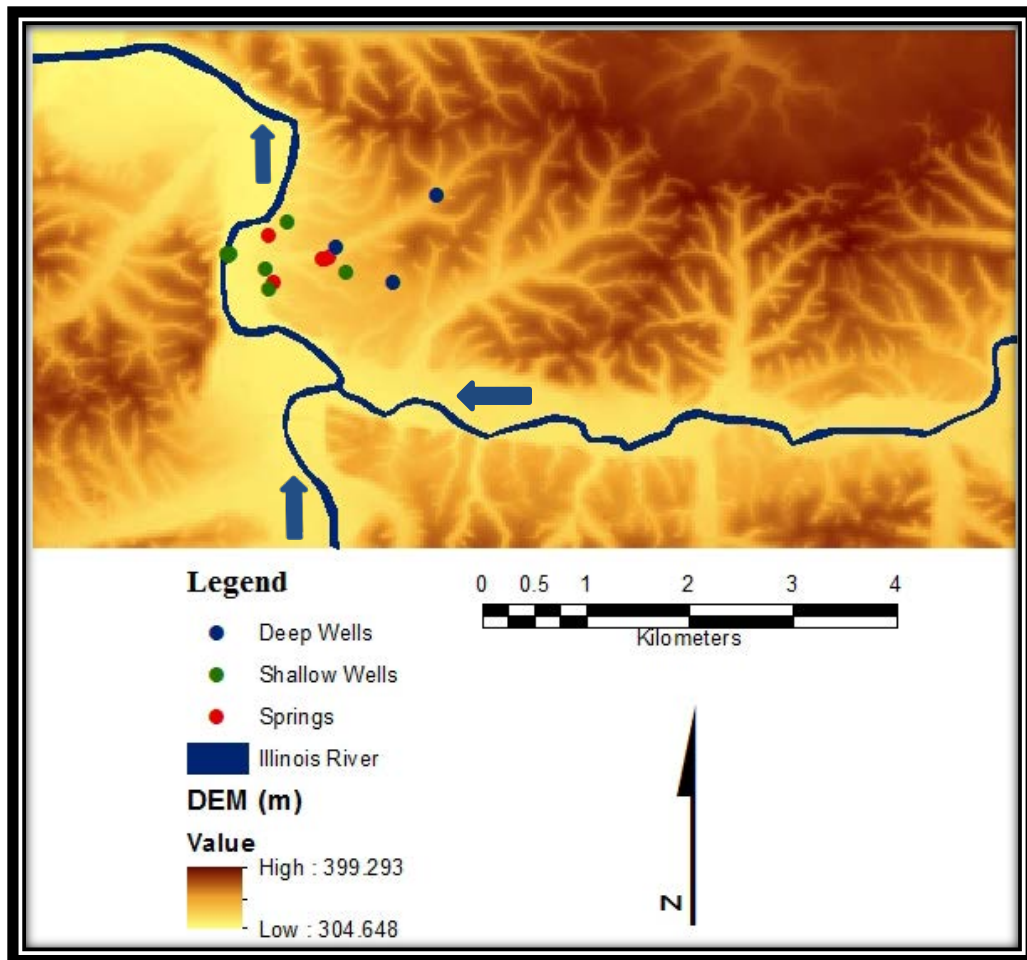 Legend
Deep Wells
Shallow Wells
Springs
Illinois River
DEM (m)
Value
High : 399.293
Low : 304.648
0 0.5 1 2 3 4
Kilometers
N